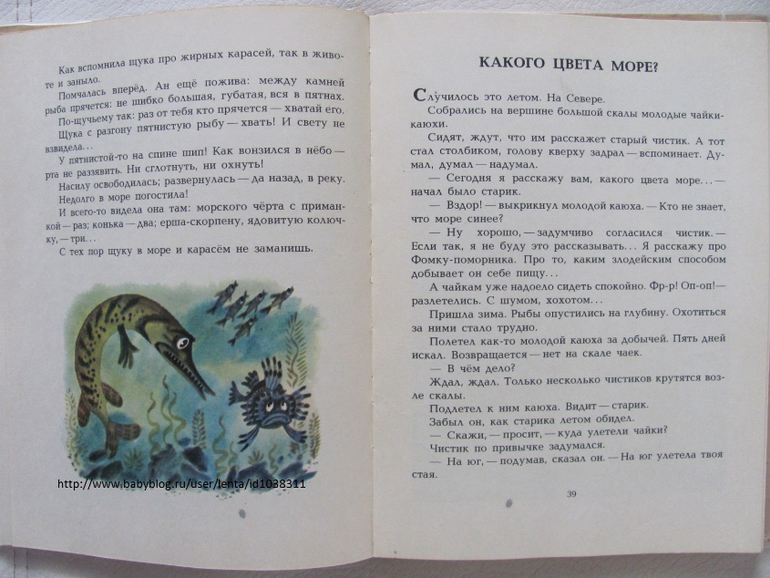 Как вспомнила щука про жирных карасей, так в живо-
те и заныло.
Помчалась вперёд. Ан ещё пожива: между камней
рыба прячется: не шибко большая, губатая, вся в пятнах.
По-щучьему так: раз от тебя кто прячется — хватай его.
Щука с разгону пятнистую рыбу — хвать! И свету не
взвидела...
У пятнистой-то на спине шип! Как вонзился в нёбо —
рта не раззявить. Ни сглотнуть, ни охнуть!
Насилу освободилась; развернулась — да назад, в реку.
Недолго в море погостила!
И всего-то видела она там: морского чёрта с приман-
кой — раз; конька — два; ерша-скорпену, ядовитую колюч-
ку, — три...
С тех пор щуку в море и карасём не заманишь.
http://www.babyblog.ru/user/lenta/id1038311
КАКОГО ЦВЕТА МОРЕ?
Случилось это летом. На Севере.
Собрались на вершине большой скалы молодые чайки-
каюхи.
Сидят, ждут, что им расскажет старый чистик. А тот
стал столбиком, голову кверху задрал — вспоминает. Ду-
мал, думал — надумал.
— Сегодня я расскажу вам, какого цвета море... —
начал было старик.
— Вздор! — выкрикнул молодой каюха. — Кто не знает,
что море синее?
— Ну хорошо, — задумчиво согласился чистик. —
Если так, я не буду это рассказывать... Я расскажу про
Фомку-поморника. Про то, каким злодейским способом
добывает он себе пищу...
А чайкам уже надоело сидеть спокойно. Фр-р! Оп-оп! —
разлетелись. С шумом, хохотом...
Пришла зима. Рыбы опустились на глубину. Охотиться
за ними стало трудно.
Полетел как-то молодой каюха за добычей. Пять дней
искал. Возвращается — нет на скале чаек.
— В чём дело?
Ждал, ждал. Только несколько чистиков крутятся воз-
ле скалы.
Подлетел к ним каюха. Видит — старик.
Забыл он, как старика летом обидел.
— Скажи, — просит, — куда улетели чайки?
Чистик по привычке задумался.
— На юг, — подумав, сказал он. — На юг улетела твоя
стая.
39